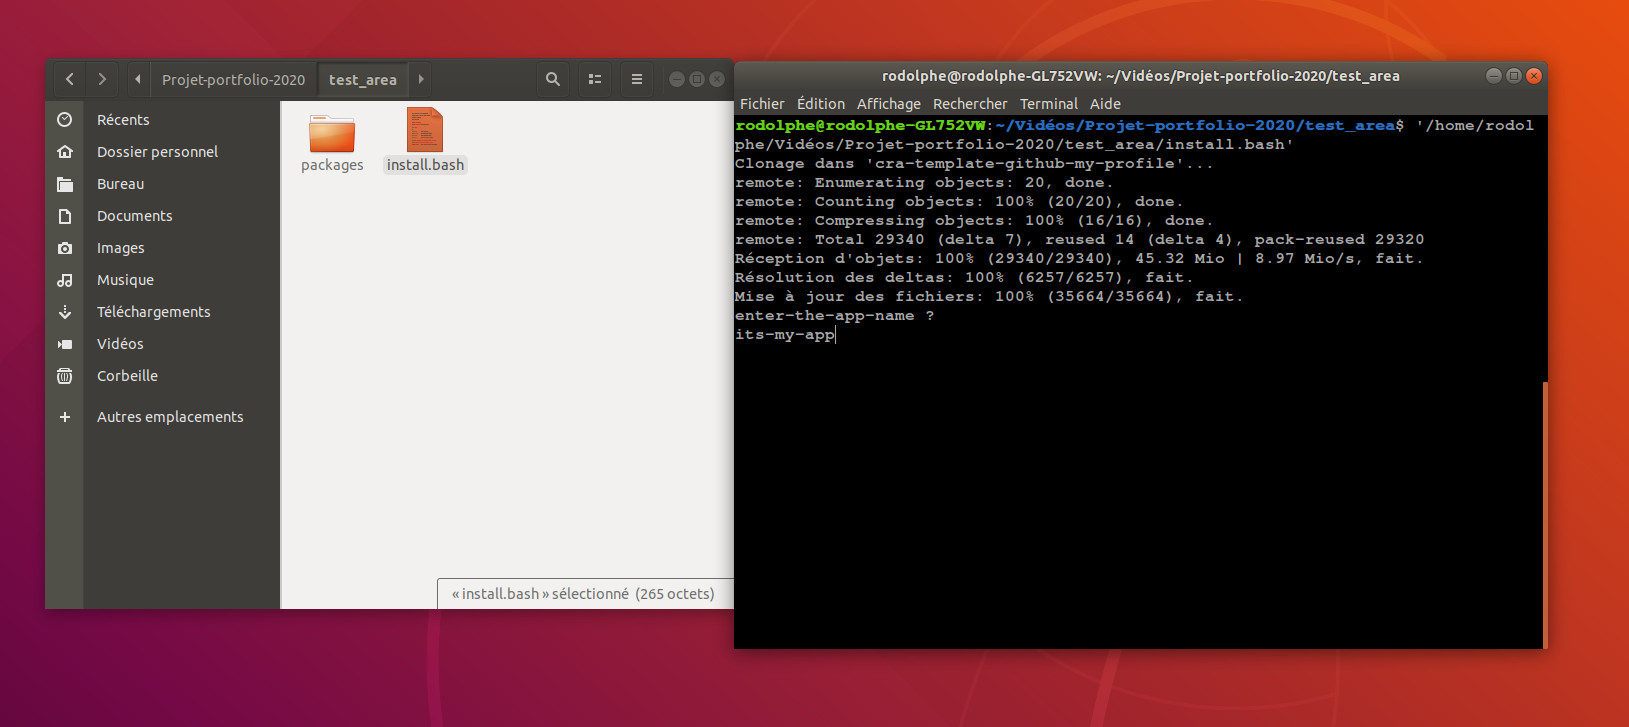 Projet-portfolio-2020
test_area
Récents
Dossier personnel
Bureau
Documents
Images
Musique
Téléchargements
Vidéos
Corbeille
Autres emplacements
packages
install.bash
« install.bash » sélectionné (265 octets)
rodolphe@rodolphe-GL752VW: ~/Vidéos/Projet-portfolio-2020/test_area
Fichier Édition Affichage Rechercher Terminal Aide
rodolphe@rodolphe-GL752VW:~/Vidéos/Projet-portfolio-2020/test_area$ '/home/rodol
phe/Vidéos/Projet-portfolio-2020/test_area/install.bash'
Clonage dans 'cra-template-github-my-profile'...
remote: Enumerating objects: 20, done.
remote: Counting objects: 100% (20/20), done.
remote: Compressing objects: 100% (16/16), done.
remote: Total 29340 (delta 7), reused 14 (delta 4), pack-reused 29320
Réception d'objets: 100% (29340/29340), 45.32 Mio | 8.97 Mio/s, fait.
Résolution des deltas: 100% (6257/6257), fait.
Mise à jour des fichiers: 100% (35664/35664), fait.
enter-the-app-name ?
its-my-app